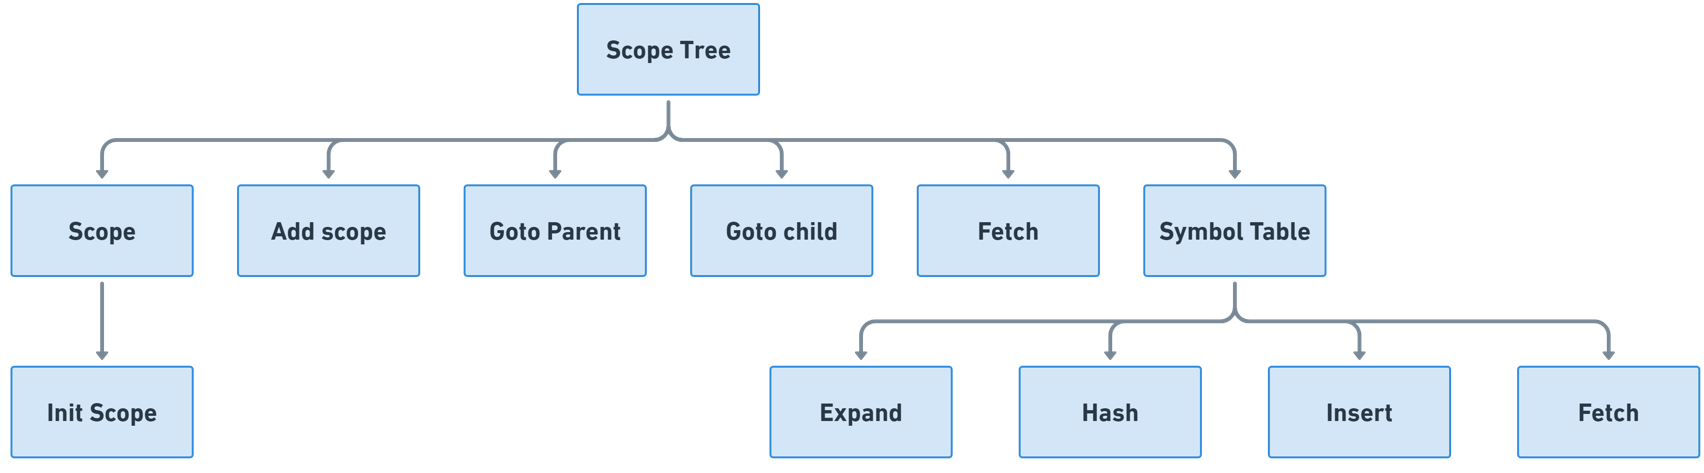 Scope Tree
Scope
Add scope
Goto Parent
Goto child
Fetch
Symbol Table
Init Scope
Expand
Hash
Insert
Fetch